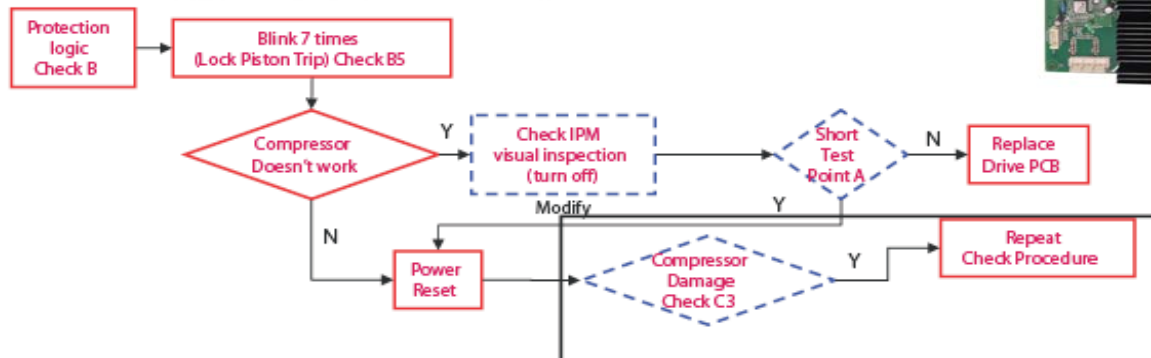 Protection
logic
Check B
Blink 7 times
(Lock Piston Trip) Check B5
Compressor
Doesn't work
Y
Check IPM
visual inspection
(turn off)
Short
Test
Point A
N
Replace
Drive PCB
Modify
Y
N
Power
Reset
Compressor
Damage
Check C3
Y
Repeat
Check Procedure